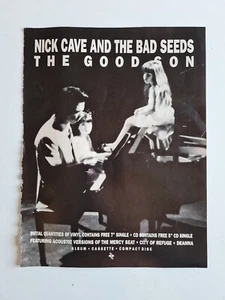 NICK CAVE AND THE BAD SEEDS
THE GOOD SON
INITIAL QUANTITIES OF VINYL CONTAINS FREE 7" SINGLE • CD CONTAINS FREE 5" CD SINGLE
FEATURING ACOUSTIC VERSIONS OF THE MERCY SEAT • CITY OF REFUGE • DEANNA
ALBUM • CASSETTE • COMPACT DISC